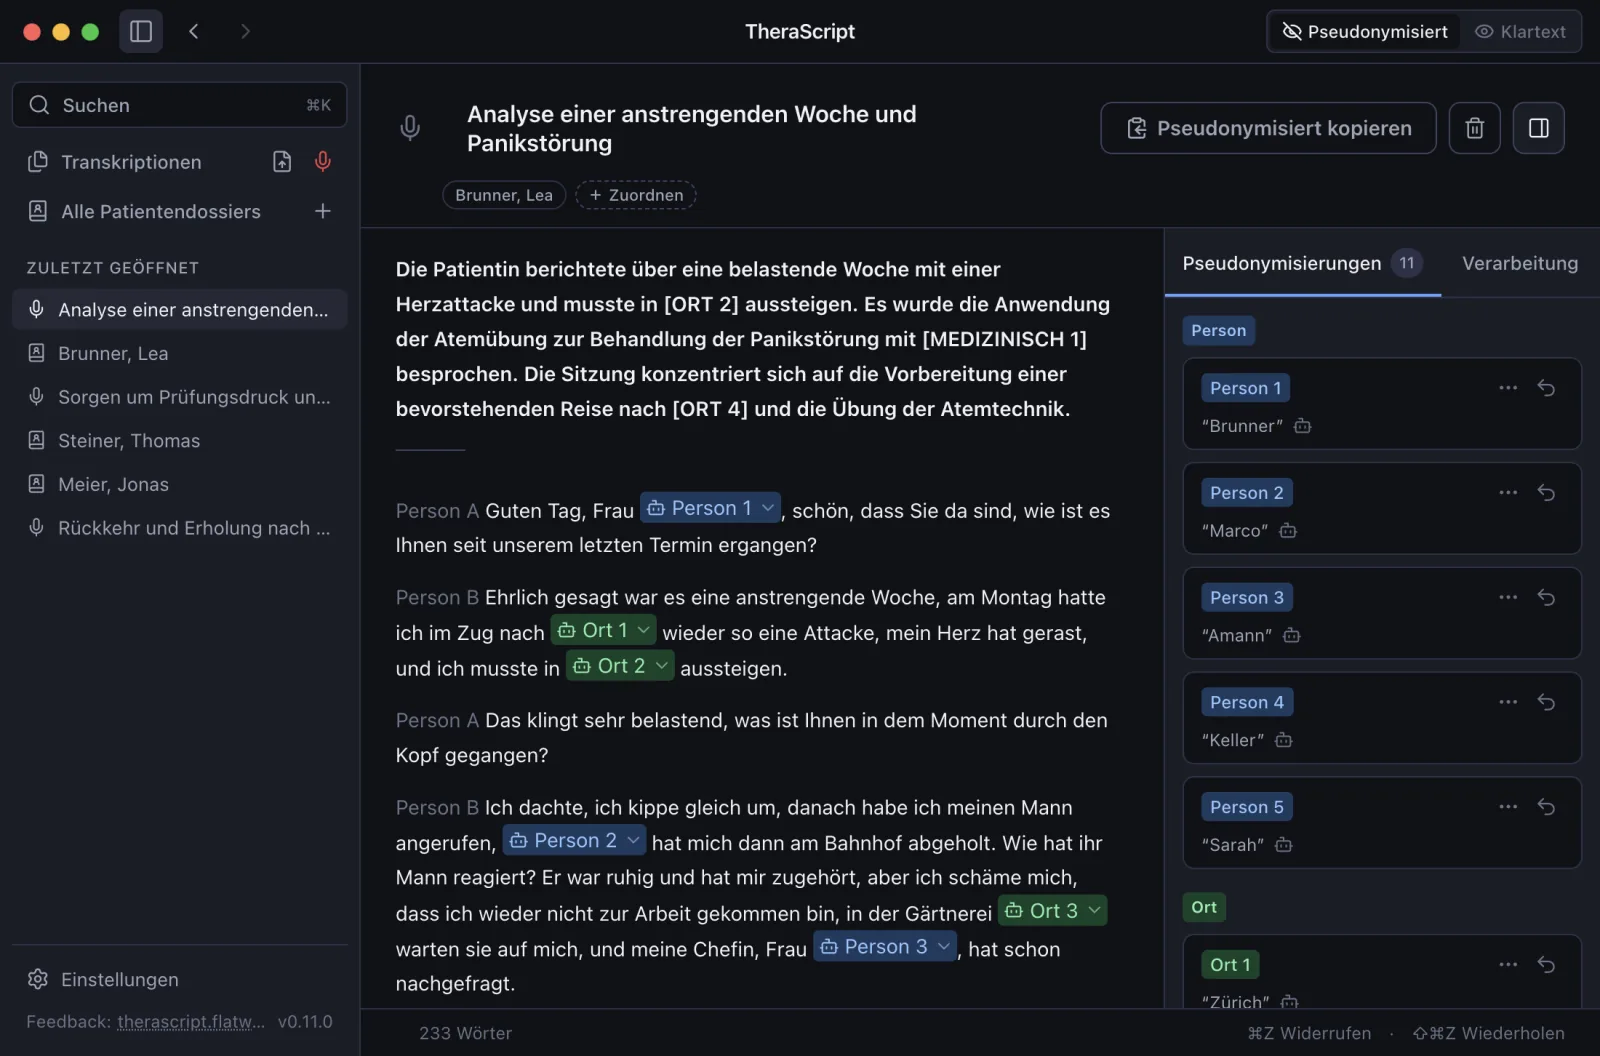 TheraScript
Pseudonymisiert
Klartext
Suchen
⌘K
Transkriptionen
Alle Patientendossiers
ZULETZT GEÖFFNET
Analyse einer anstrengenden...
Brunner, Lea
Sorgen um Prüfungsdruck un...
Steiner, Thomas
Meier, Jonas
Rückkehr und Erholung nach ...
Einstellungen
Feedback: therascript.flatw... v0.11.0
Analyse einer anstrengenden Woche und
Panikstörung
Pseudonymisiert kopieren
Brunner, Lea
+ Zuordnen
Die Patientin berichtete über eine belastende Woche mit einer
Herzattacke und musste in [ORT 2] aussteigen. Es wurde die Anwendung
der Atemübung zur Behandlung der Panikstörung mit [MEDIZINISCH 1]
besprochen. Die Sitzung konzentriert sich auf die Vorbereitung einer
bevorstehenden Reise nach [ORT 4] und die Übung der Atemtechnik.
Person A Guten Tag, Frau Person 1, schön, dass Sie da sind, wie ist es
Ihnen seit unserem letzten Termin ergangen?
Person B Ehrlich gesagt war es eine anstrengende Woche, am Montag hatte
ich im Zug nach Ort 1 wieder so eine Attacke, mein Herz hat gerast,
und ich musste in Ort 2 aussteigen.
Person A Das klingt sehr belastend, was ist Ihnen in dem Moment durch den
Kopf gegangen?
Person B Ich dachte, ich kippe gleich um, danach habe ich meinen Mann
angerufen, Person 2 hat mich dann am Bahnhof abgeholt. Wie hat ihr
Mann reagiert? Er war ruhig und hat mir zugehört, aber ich schäme mich,
dass ich wieder nicht zur Arbeit gekommen bin, in der Gärtnerei Ort 3
warten sie auf mich, und meine Chefin, Frau Person 3, hat schon
nachgefragt.
Pseudonymisierungen 11
Verarbeitung
Person
Person 1
“Brunner”
Person 2
“Marco”
Person 3
“Amann”
Person 4
“Keller”
Person 5
“Sarah”
Ort
Ort 1
“Zürich”
233 Wörter
⌘Z Widerrufen · ⇧⌘Z Wiederholen